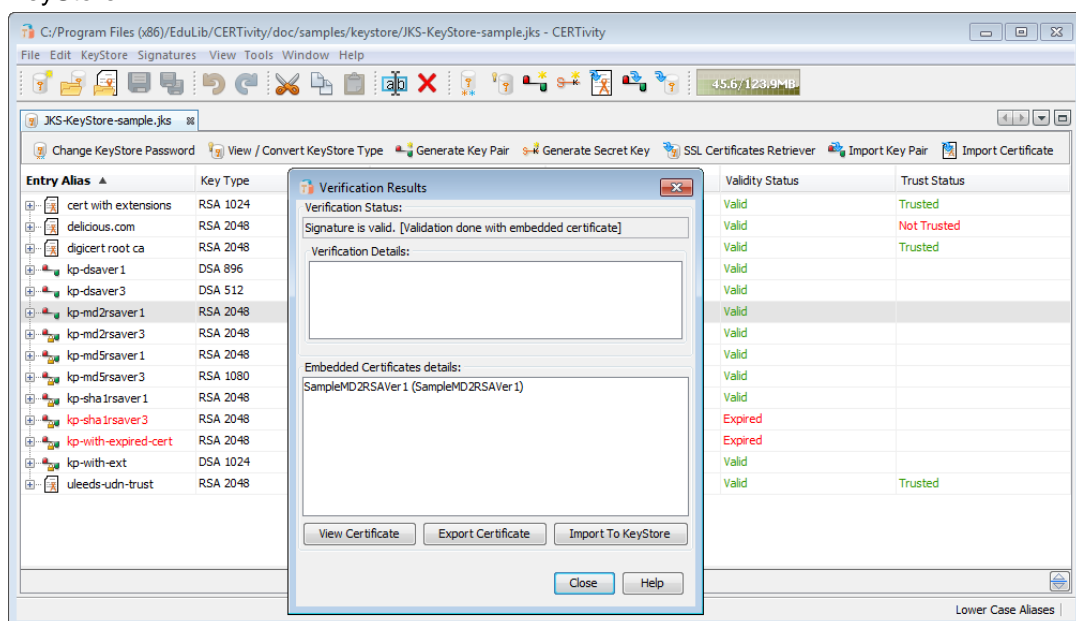 C:/Program Files (x86)/EduLib/CERTivity/doc/samples/keystore/JKS-KeyStore-sample.jks - CERTivity
File Edit KeyStore Signatures View Tools Window Help
45.6/123.9MB
JKS-KeyStore-sample.jks
Change KeyStore Password View / Convert KeyStore Type Generate Key Pair Generate Secret Key SSL Certificates Retriever Import Key Pair Import Certificate
Entry Alias Key Type Validity Status Trust Status
cert with extensions RSA 1024 Valid Trusted
delicious.com RSA 2048 Valid Not Trusted
digicert root ca RSA 2048 Valid Trusted
kp-dsaver1 DSA 896 Valid
kp-dsaver3 DSA 512 Valid
kp-md2rsaver1 RSA 2048 Valid
kp-md2rsaver3 RSA 2048 Valid
kp-md5rsaver1 RSA 2048 Valid
kp-md5rsaver3 RSA 1080 Valid
kp-sha1rsaver1 RSA 2048 Valid
kp-sha1rsaver3 RSA 2048 Expired
kp-with-expired-cert RSA 2048 Expired
kp-with-ext DSA 1024 Valid
uleeds-udn-trust RSA 2048 Valid Trusted
Verification Results
Verification Status:
Signature is valid. [Validation done with embedded certificate]
Verification Details:
Embedded Certificates details:
SampleMD2RSAVer1 (SampleMD2RSAVer1)
View Certificate Export Certificate Import To KeyStore
Close Help
Lower Case Aliases